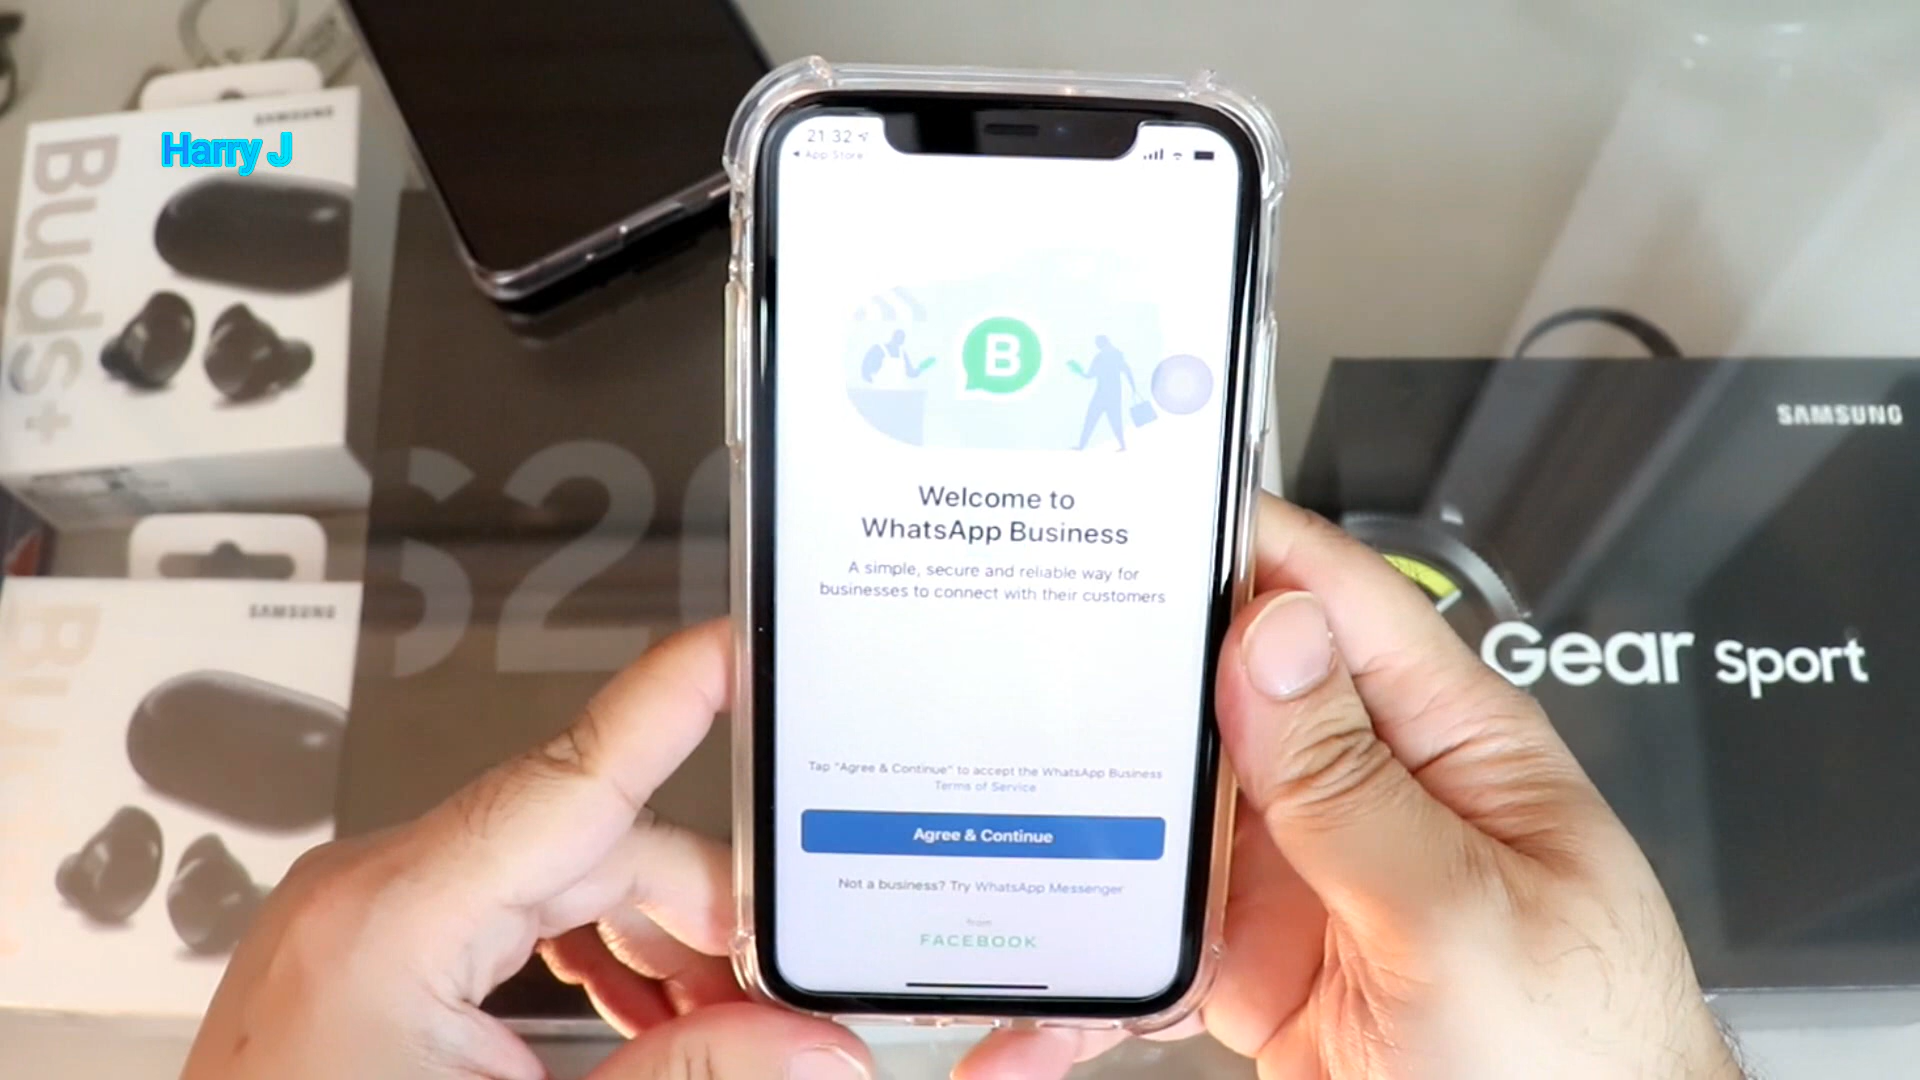 Harry J
SAMSUNG
Buds+
SAMSUNG
S20
21:32
App Store
B
Welcome to
WhatsApp Business
A simple, secure and reliable way for
businesses to connect with their customers
Tap "Agree & Continue" to accept the WhatsApp Business
Terms of Service
Agree & Continue
Not a business? Try WhatsApp Messenger
from
FACEBOOK
SAMSUNG
Gear Sport